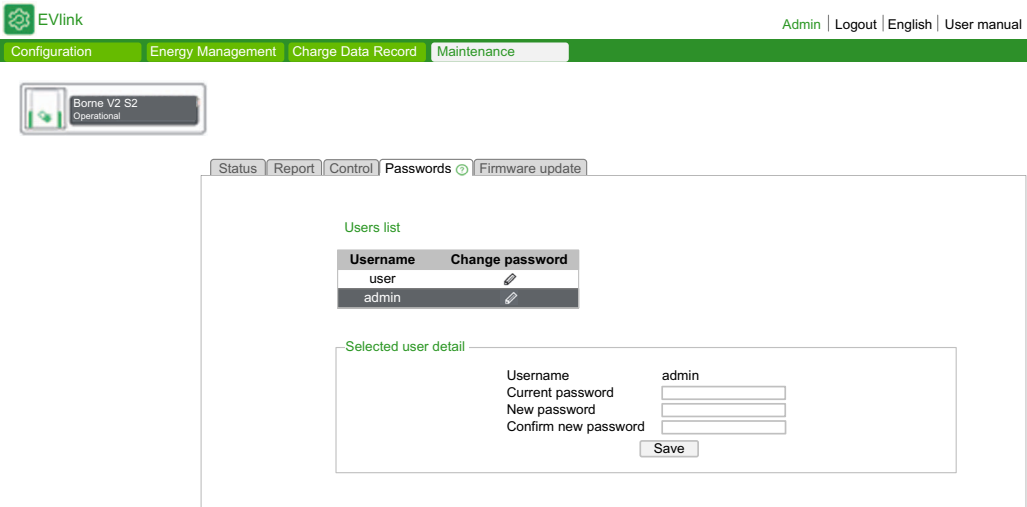 EVlink
Admin | Logout | English | User manual
Configuration Energy Management Charge Data Record Maintenance
Borne V2 S2
Operational
Status Report Control Passwords ? Firmware update
Users list
Username Change password
user
admin
Selected user detail
Username admin
Current password
New password
Confirm new password
Save